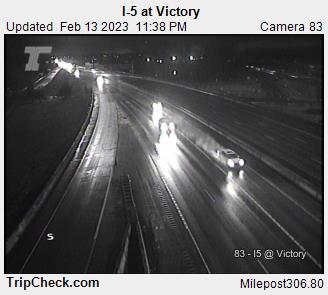 I-5 at Victory
Updated Feb 13 2023 11:38 PM Camera 83
T
S
83 - I5 @ Victory
TripCheck.com Milepost306.80